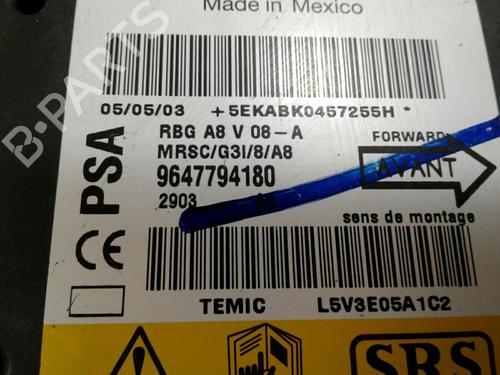 Made in Mexico
05/05/03 +5EKABK0457255H *
PSA
RBG A8 V 08-A
MRSC/G3I/8/A8
9647794180
2903
FORWARD
AVANT
sens de montage
CE
TEMIC L5V3E05A1C2
SRS
B-PARTS